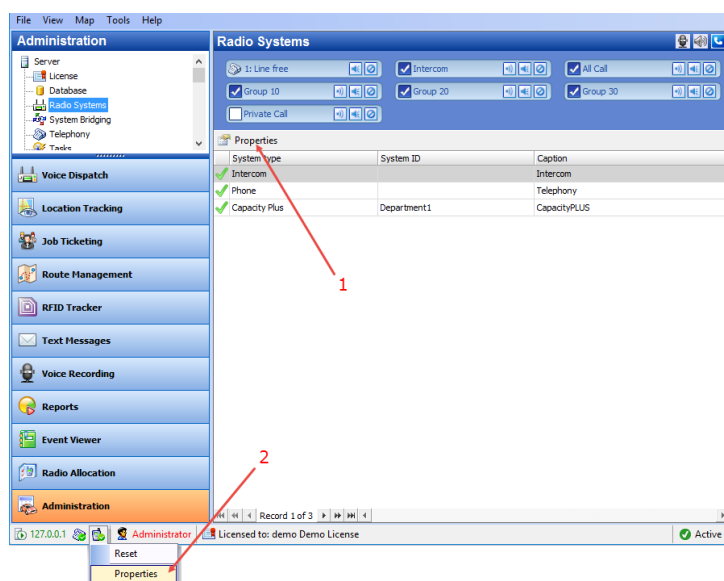 File View Map Tools Help
Administration
Radio Systems
Server
License
Database
Radio Systems
System Bridging
Telephony
Tasks
1: Line free
Intercom
All Call
Group 10
Group 20
Group 30
Private Call
Properties
System type System ID Caption
Intercom Intercom
Phone Telephony
Capacity Plus Department1 CapacityPLUS
1
Voice Dispatch
Location Tracking
Job Ticketing
Route Management
RFID Tracker
Text Messages
Voice Recording
Reports
Event Viewer
Radio Allocation
Administration
2
Record 1 of 3
127.0.0.1 Administrator Licensed to: demo Demo License Active
Reset
Properties